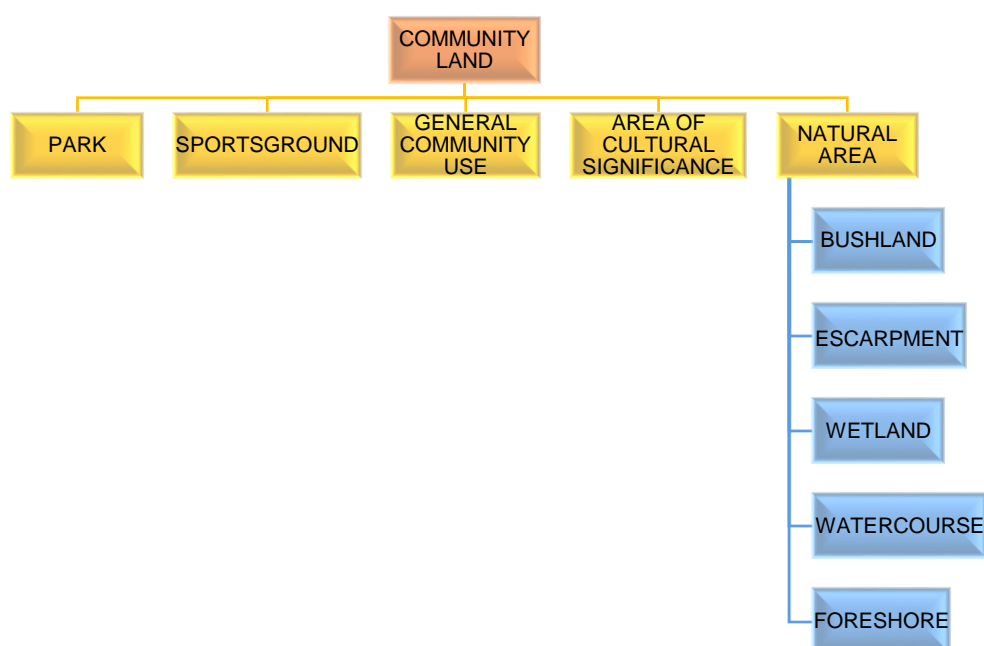 COMMUNITY
LAND
PARK
SPORTSGROUND
GENERAL
COMMUNITY
USE
AREA OF
CULTURAL
SIGNIFICANCE
NATURAL
AREA
BUSHLAND
ESCARPMENT
WETLAND
WATERCOURSE
FORESHORE